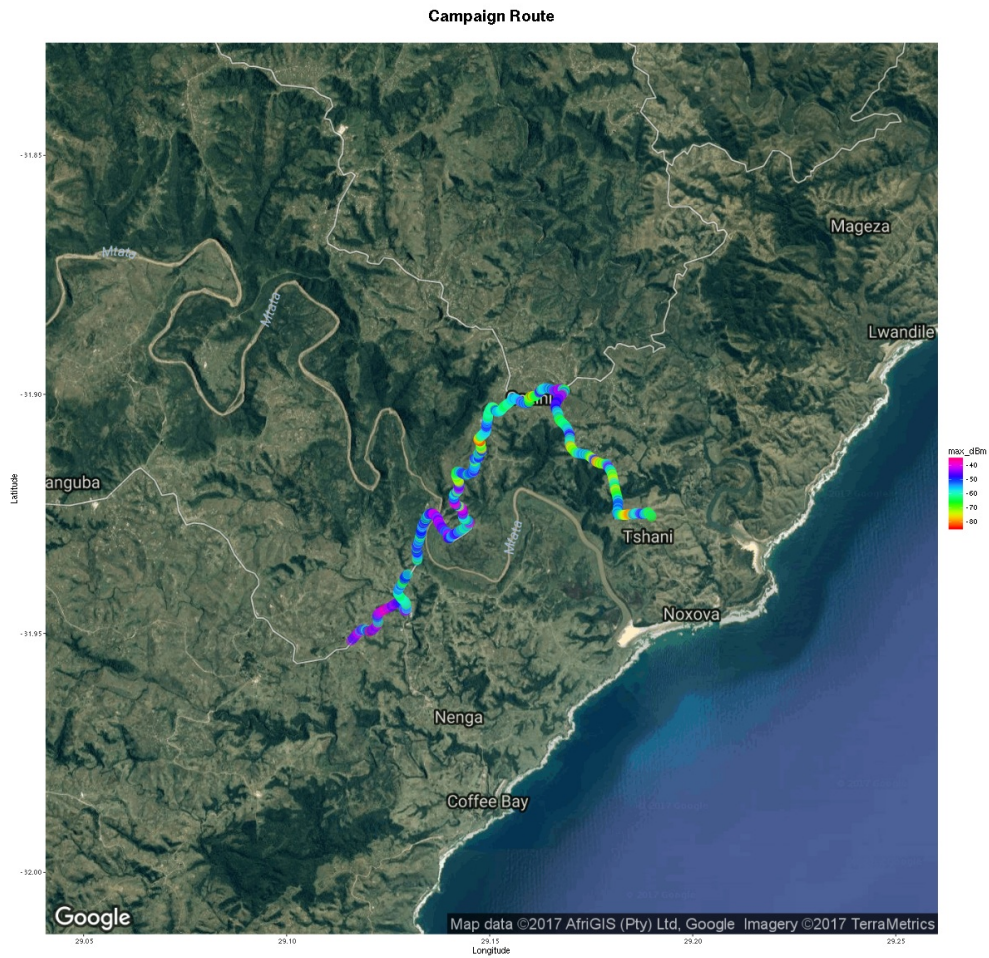 Campaign Route
-31.85
Mageza
Mtata
Mtata
Lwandile
-31.90
max_dBm
-40
-50
-60
-70
-80
Latitude
anguba
Mtata
Tshani
Noxova
-31.95
Nenga
Coffee Bay
-32.00
Google
Map data ©2017 AfriGIS (Pty) Ltd, Google Imagery ©2017 TerraMetrics
29.05
29.10
29.15
29.20
29.25
Longitude